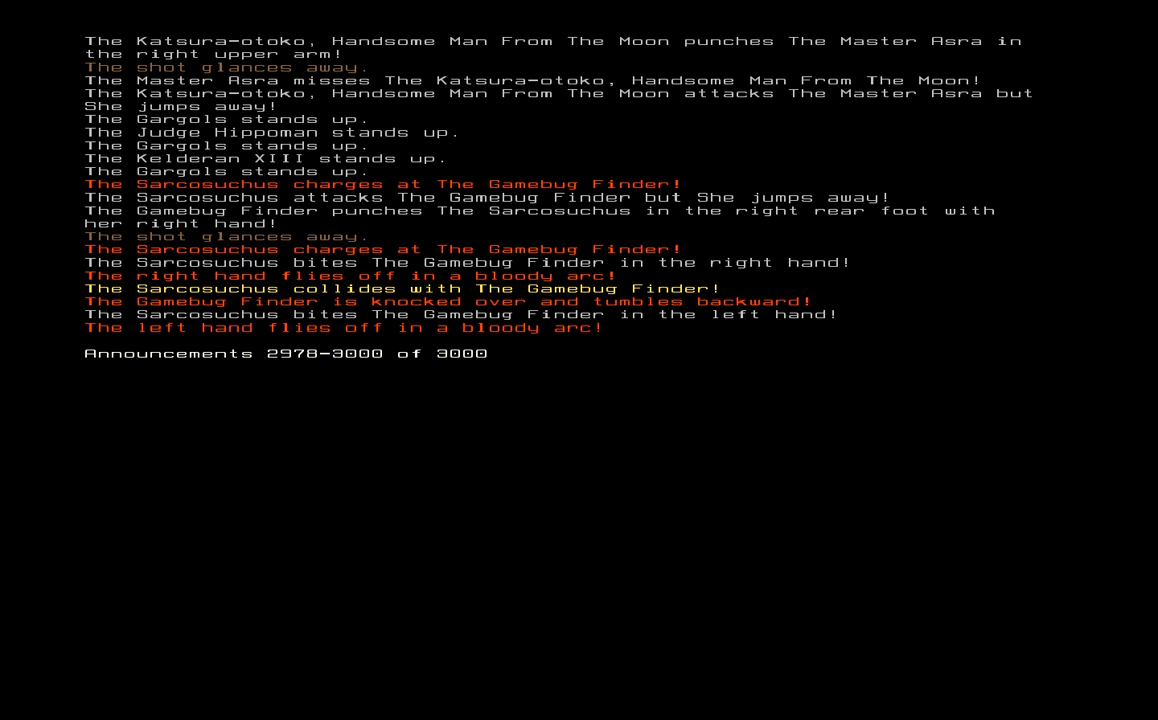 The Katsura-otoko, Handsome Man From The Moon punches The Master Asra in
the right upper arm!
The shot glances away.
The Master Asra misses The Katsura-otoko, Handsome Man From The Moon!
The Katsura-otoko, Handsome Man From The Moon attacks The Master Asra but
She jumps away!
The Gargols stands up.
The Judge Hippoman stands up.
The Gargols stands up.
The Kelderan XIII stands up.
The Gargols stands up.
The Sarcosuchus charges at The Gamebug Finder!
The Sarcosuchus attacks The Gamebug Finder but She jumps away!
The Gamebug Finder punches The Sarcosuchus in the right rear foot with
her right hand!
The shot glances away.
The Sarcosuchus charges at The Gamebug Finder!
The Sarcosuchus bites The Gamebug Finder in the right hand!
The right hand flies off in a bloody arc!
The Sarcosuchus collides with The Gamebug Finder!
The Gamebug Finder is knocked over and tumbles backward!
The Sarcosuchus bites The Gamebug Finder in the left hand!
The left hand flies off in a bloody arc!
Announcements 2978-3000 of 3000